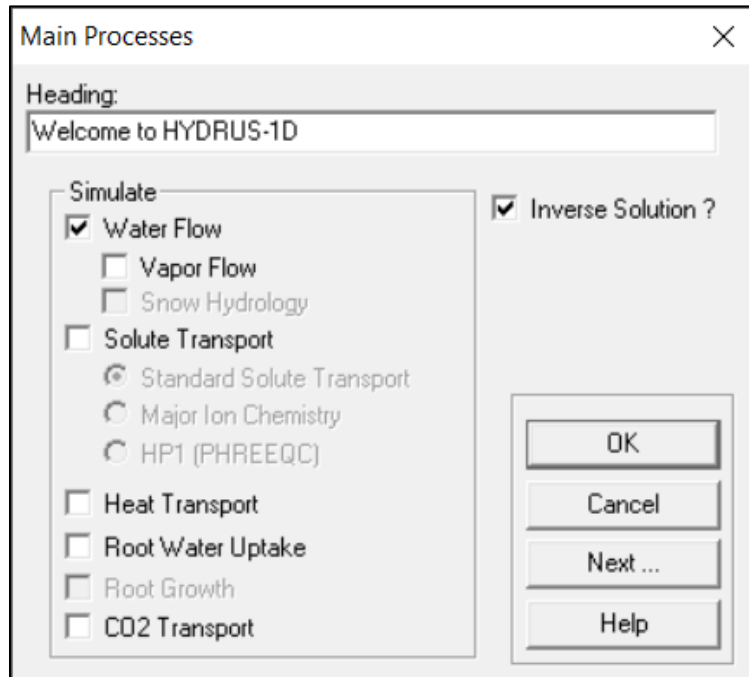 Main Processes
Heading:
Welcome to HYDRUS-1D
Simulate
Water Flow
Vapor Flow
Snow Hydrology
Solute Transport
Standard Solute Transport
Major Ion Chemistry
HP1 (PHREEQC)
Heat Transport
Root Water Uptake
Root Growth
CO2 Transport
Inverse Solution ?
OK
Cancel
Next ...
Help